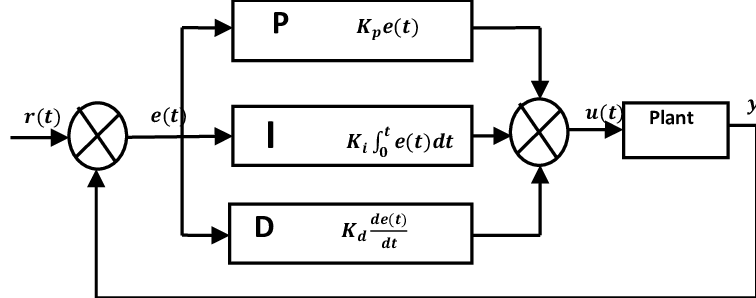 P K_p e(t)
r(t) e(t) I K_i ∫_0^t e(t)dt u(t) Plant y
D K_d de(t)/dt